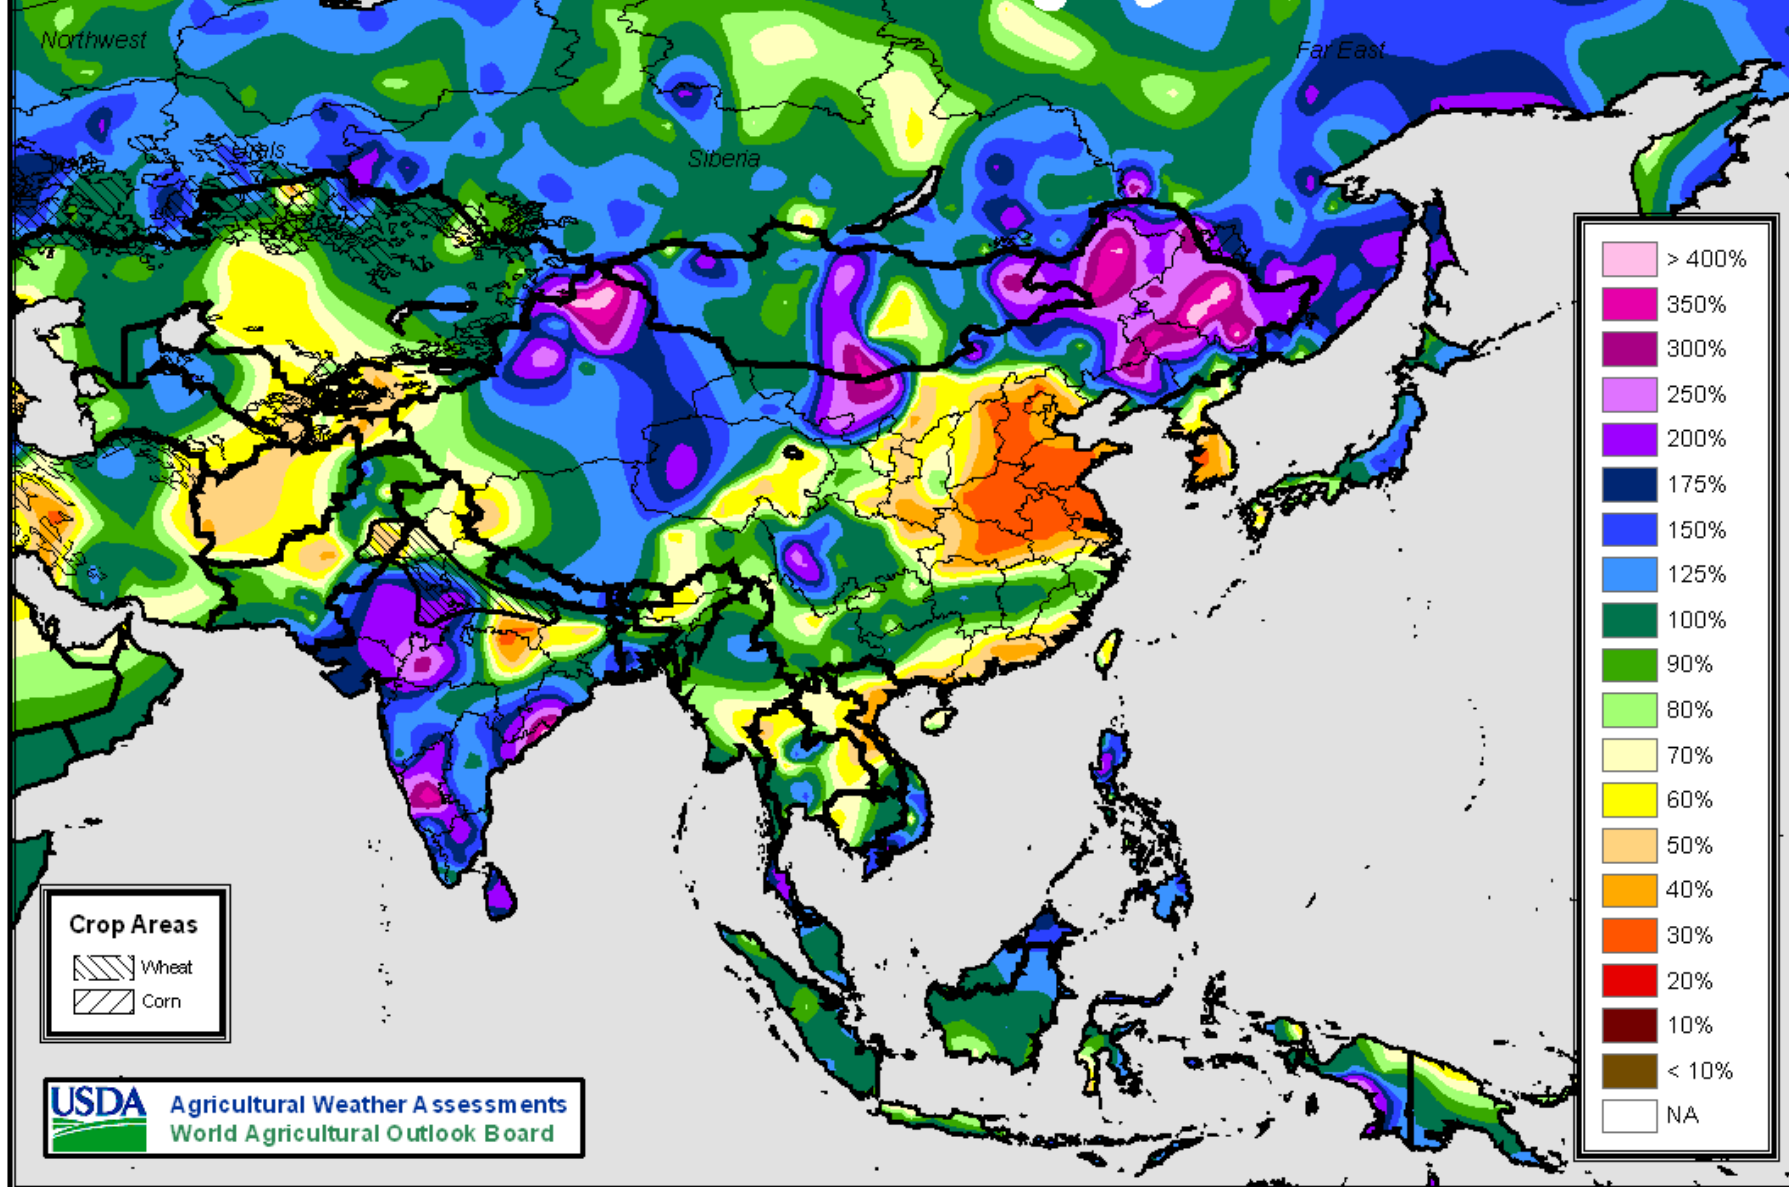 Northwest
Far East
Urals
Siberia
> 400%
350%
300%
250%
200%
175%
150%
125%
100%
90%
80%
70%
60%
50%
40%
30%
20%
10%
< 10%
NA
Crop Areas
Wheat
Corn
USDA
Agricultural Weather Assessments
World Agricultural Outlook Board